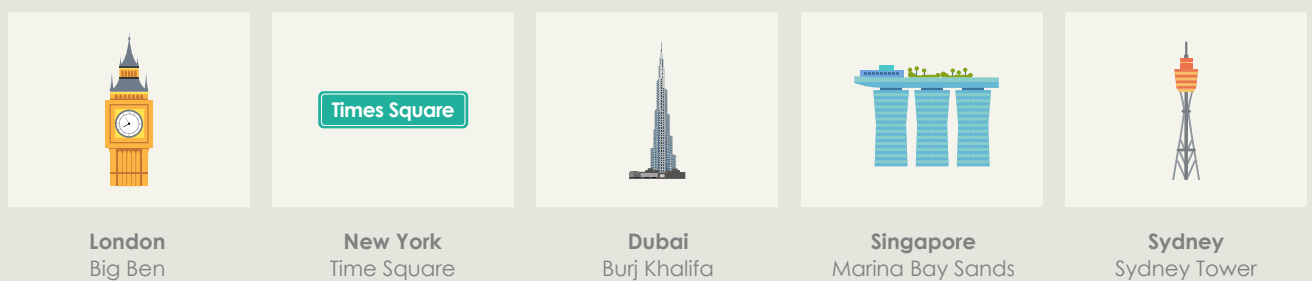 Times Square
London
Big Ben
New York
Time Square
Dubai
Burj Khalifa
Singapore
Marina Bay Sands
Sydney
Sydney Tower